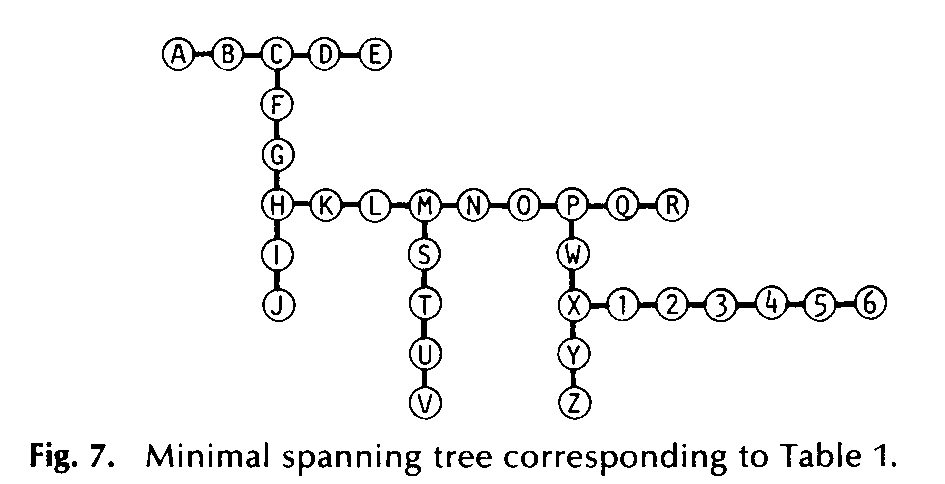 A B C D E
F
G
H K L M N O P Q R
I S W
J T X 1 2 3 4 5 6
U Y
V Z
Fig. 7. Minimal spanning tree corresponding to Table 1.